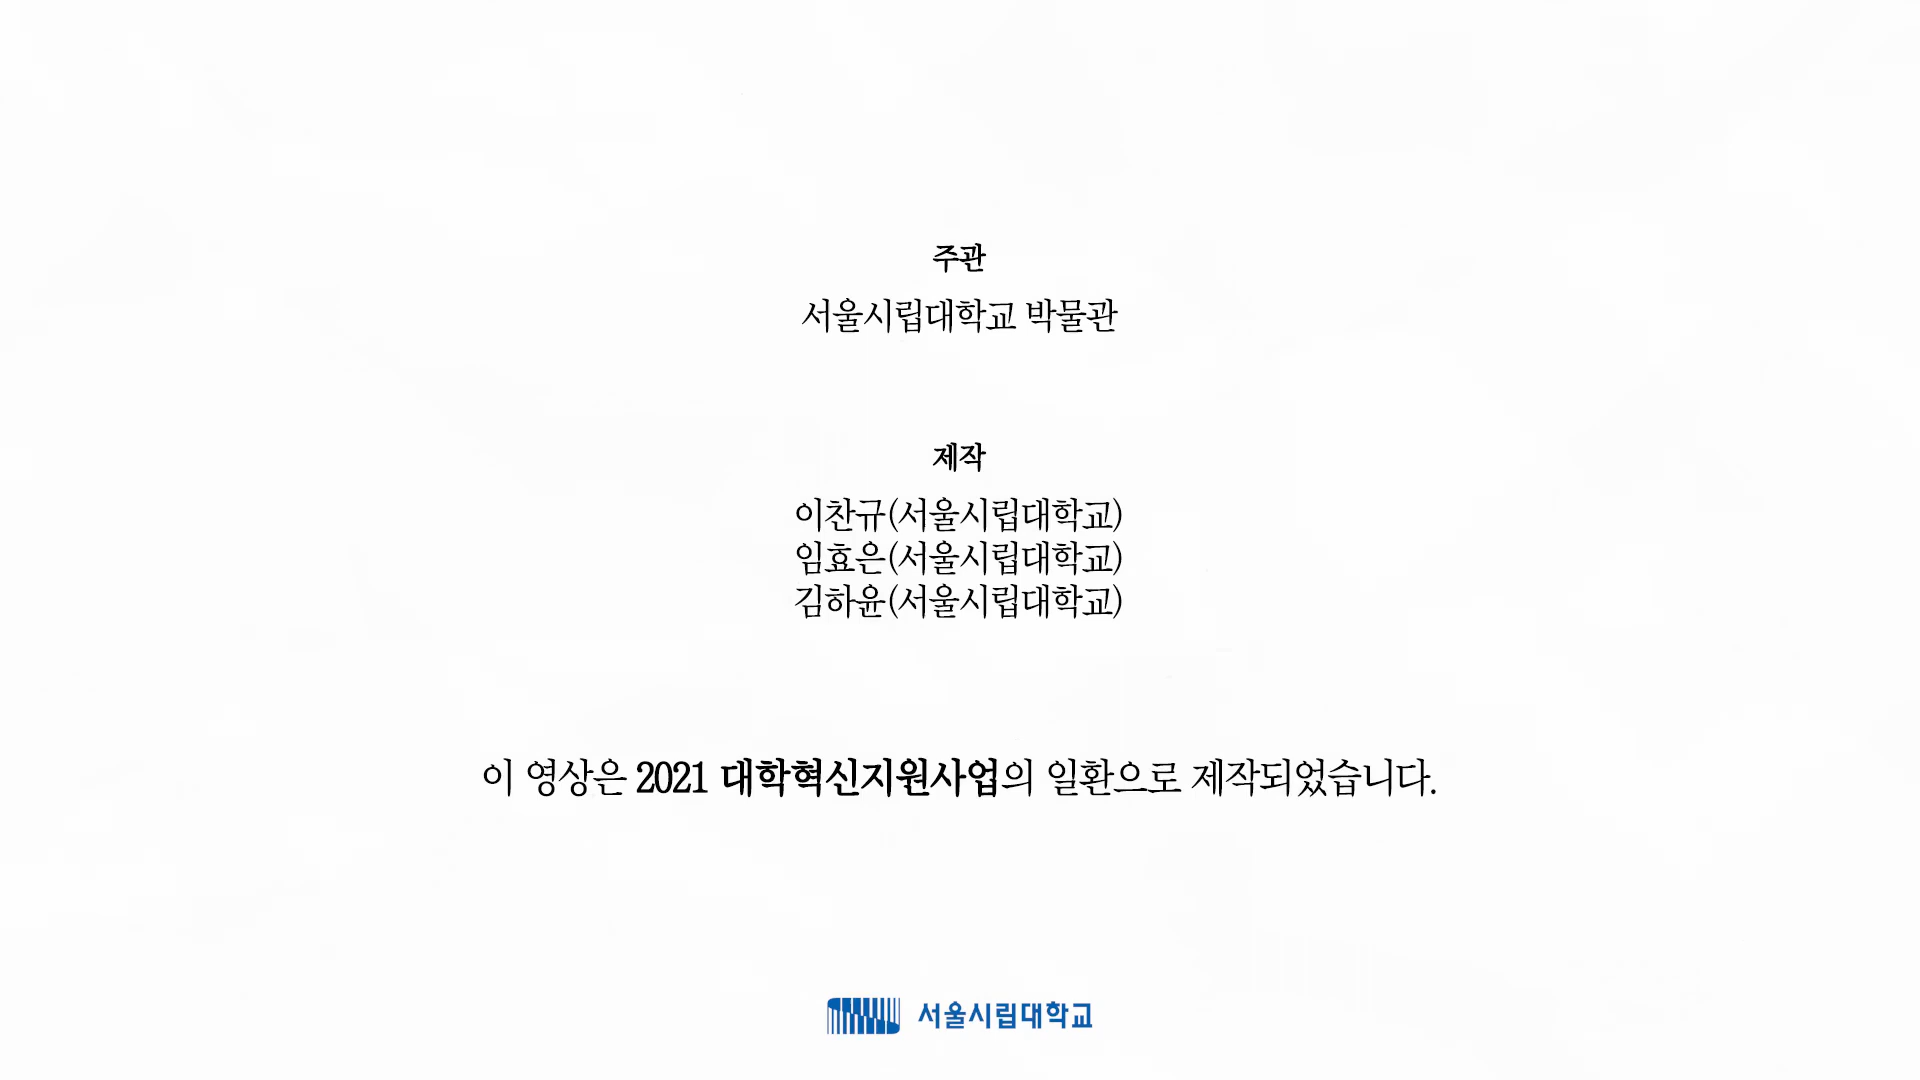 주관
서울시립대학교 박물관
제작
이찬규(서울시립대학교)
임효은(서울시립대학교)
김하윤(서울시립대학교)
이 영상은 2021 대학혁신지원사업의 일환으로 제작되었습니다.
서울시립대학교